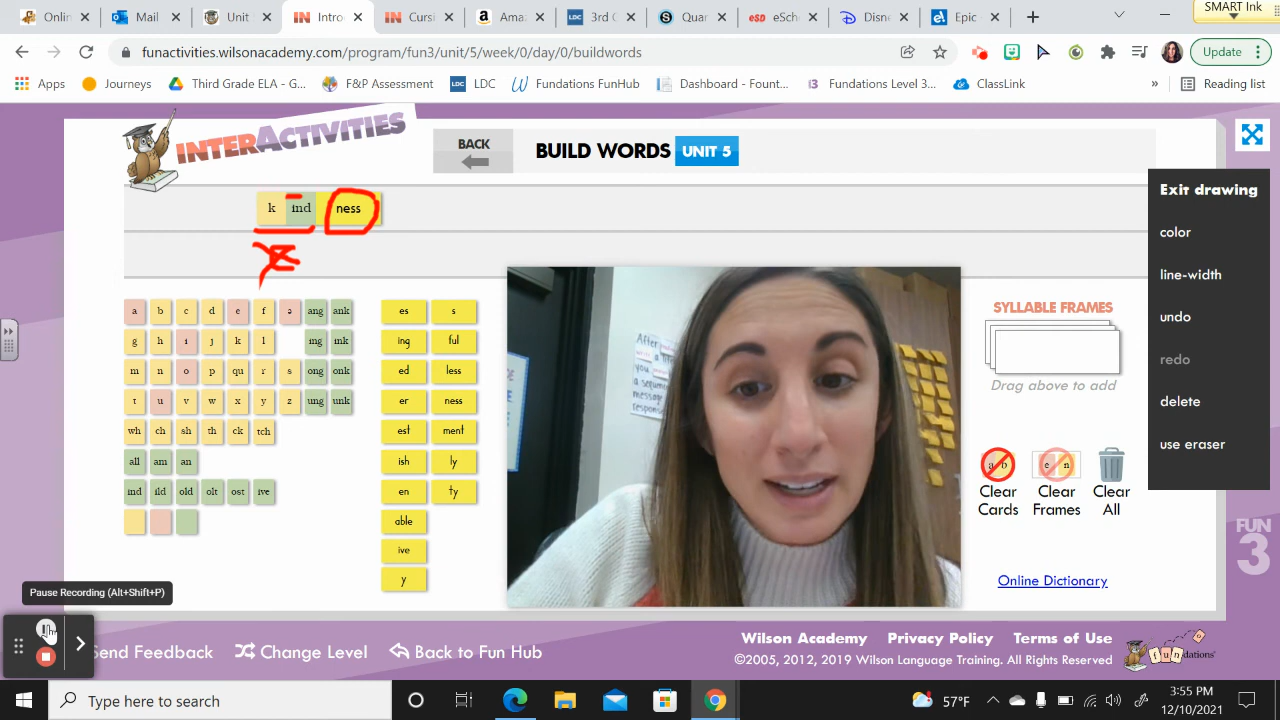 Onlin
Mail
Unit
Intro
Cursi
Ama
3rd
Quar
eSch
Disn
Epic
SMART Ink
funactivities.wilsonacademy.com/program/fun3/unit/5/week/0/day/0/buildwords
Update
Apps
Journeys
Third Grade ELA - G...
F&P Assessment
LDC
Fundations FunHub
Dashboard - Fount...
Fundations Level 3...
ClassLink
»
Reading list
INTERACTIVITIES
BACK
BUILD WORDS UNIT 5
Exit drawing
color
line-width
undo
redo
delete
use eraser
k ind ness
a b c d e f ə ang ank
g h i j k l ing ink
m n o p qu r s ong onk
t u v w x y z ung unk
wh ch sh th ck tch
all am an
ind ild old olt ost ive
es s
ing ful
ed less
er ness
est ment
ish ly
en ty
able
ive
y
After
you
a sequen
message
respons
SYLLABLE FRAMES
Drag above to add
a b
e n
Clear Cards
Clear Frames
Clear All
Online Dictionary
FUN
3
Pause Recording (Alt+Shift+P)
Send Feedback
Change Level
Back to Fun Hub
Wilson Academy Privacy Policy Terms of Use
©2005, 2012, 2019 Wilson Language Training. All Rights Reserved
Fundations
Type here to search
57°F
3:55 PM
12/10/2021